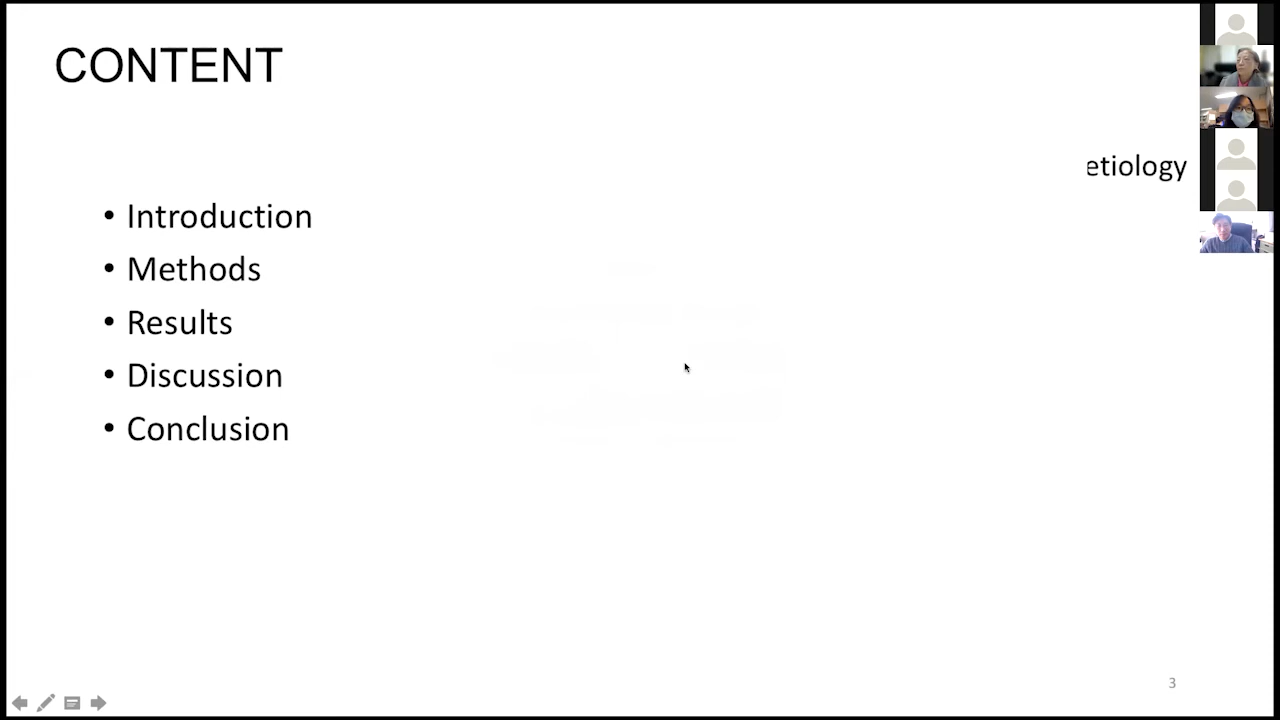 CONTENT
etiology
• Introduction
• Methods
• Results
• Discussion
• Conclusion
3